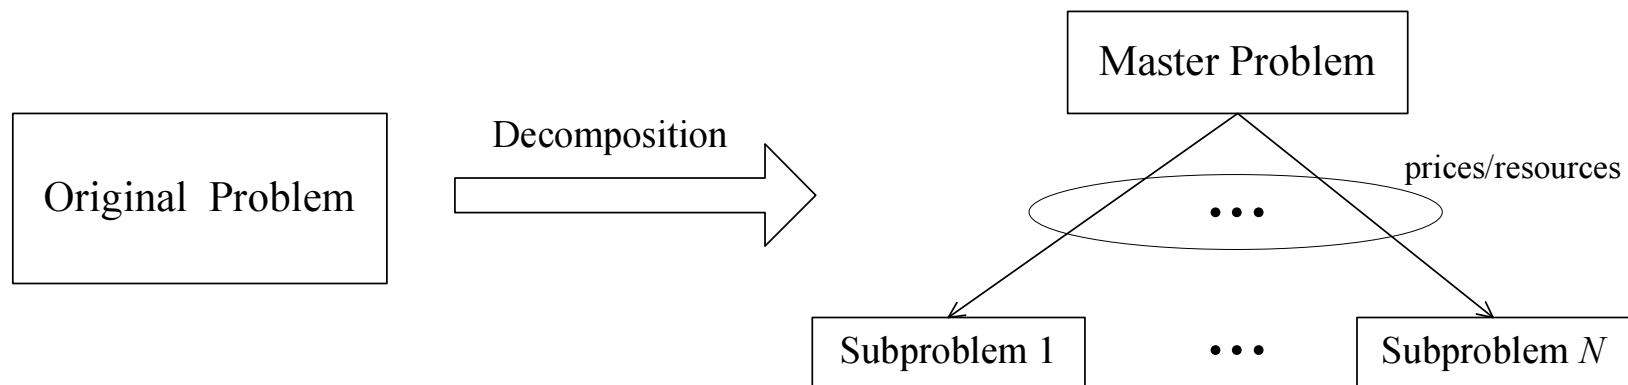 Original Problem
Decomposition
Master Problem
prices/resources
•••
Subproblem 1
•••
Subproblem N